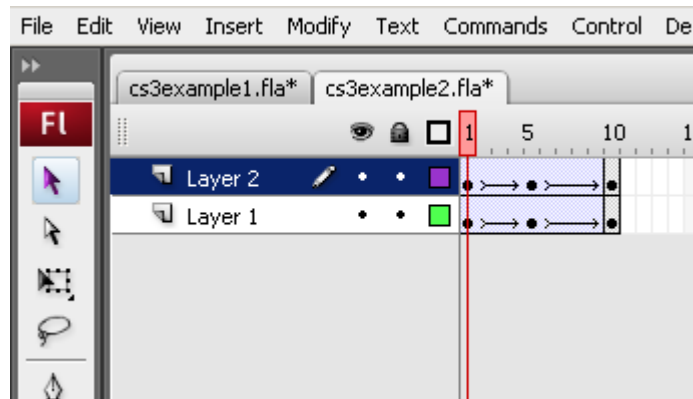 File Edit View Insert Modify Text Commands Control De
cs3example1.fla* cs3example2.fla*
Fl
1 5 10 1
Layer 2
Layer 1